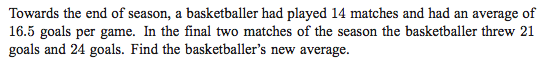 Towards the end of season, a basketballer had played 14 matches and had an average of
16.5 goals per game. In the final two matches of the season the basketballer threw 21
goals and 24 goals. Find the basketballer's new average.